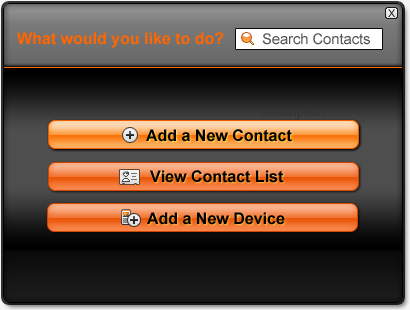 What would you like to do?
Search Contacts
Add a New Contact
View Contact List
Add a New Device